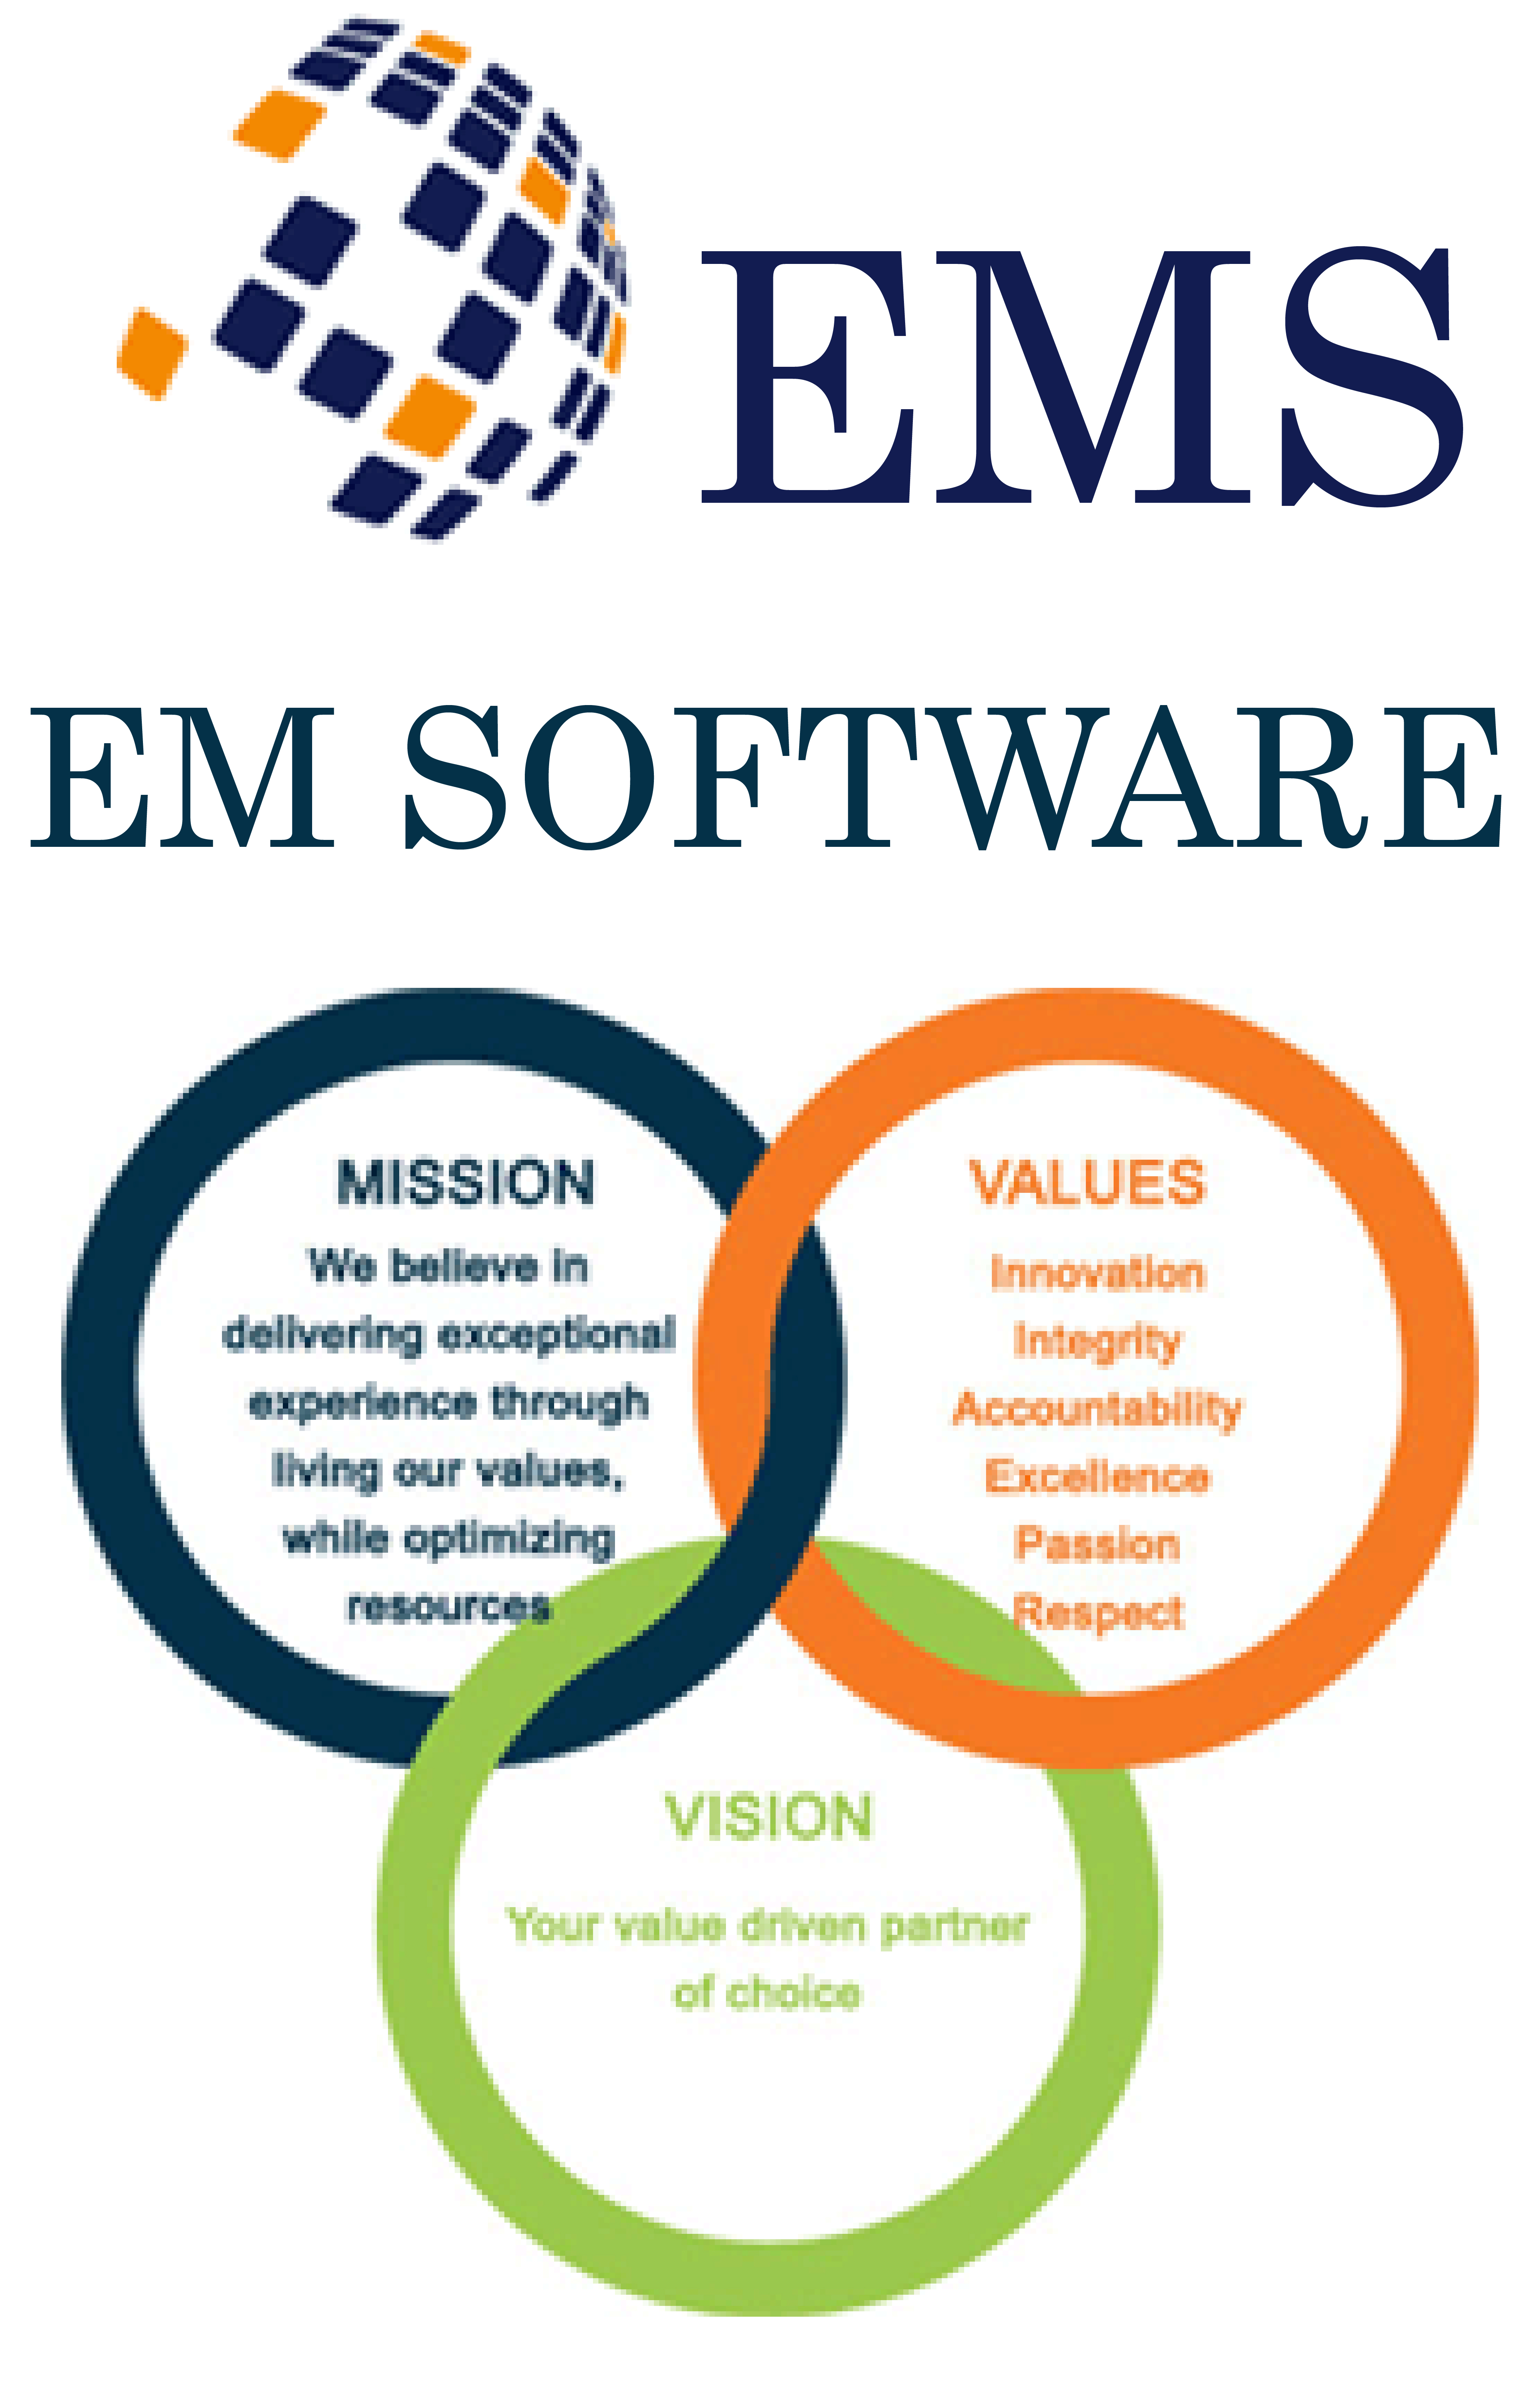 EMS
EM SOFTWARE
MISSION
We believe in
delivering exceptional
experience through
living our values,
while optimizing
resources
VALUES
Innovation
Integrity
Accountability
Excellence
Passion
Respect
VISION
Your value driven partner
of choice